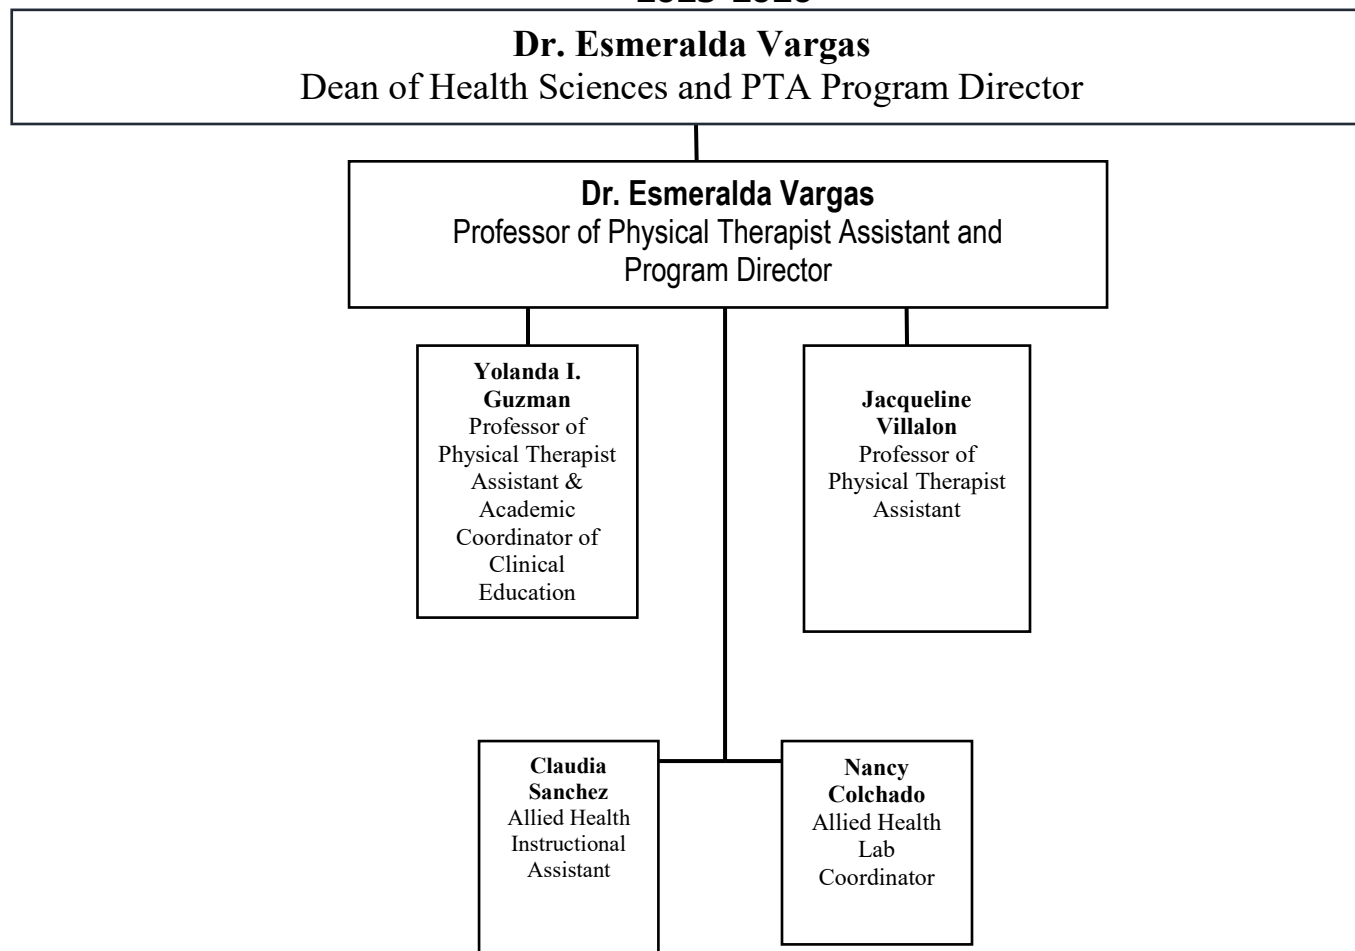 Dr. Esmeralda Vargas
Dean of Health Sciences and PTA Program Director
Dr. Esmeralda Vargas
Professor of Physical Therapist Assistant and
Program Director
Yolanda I.
Guzman
Professor of
Physical Therapist
Assistant &
Academic
Coordinator of
Clinical
Education
Jacqueline
Villalon
Professor of
Physical Therapist
Assistant
Claudia
Sanchez
Allied Health
Instructional
Assistant
Nancy
Colchado
Allied Health
Lab
Coordinator